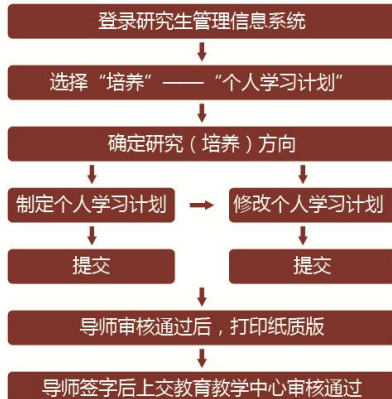 登录研究生管理信息系统
选择“培养”——“个人学习计划”
确定研究（培养）方向
制定个人学习计划
修改个人学习计划
提交
提交
导师审核通过后，打印纸质版
导师签字后上交教育教学中心审核通过